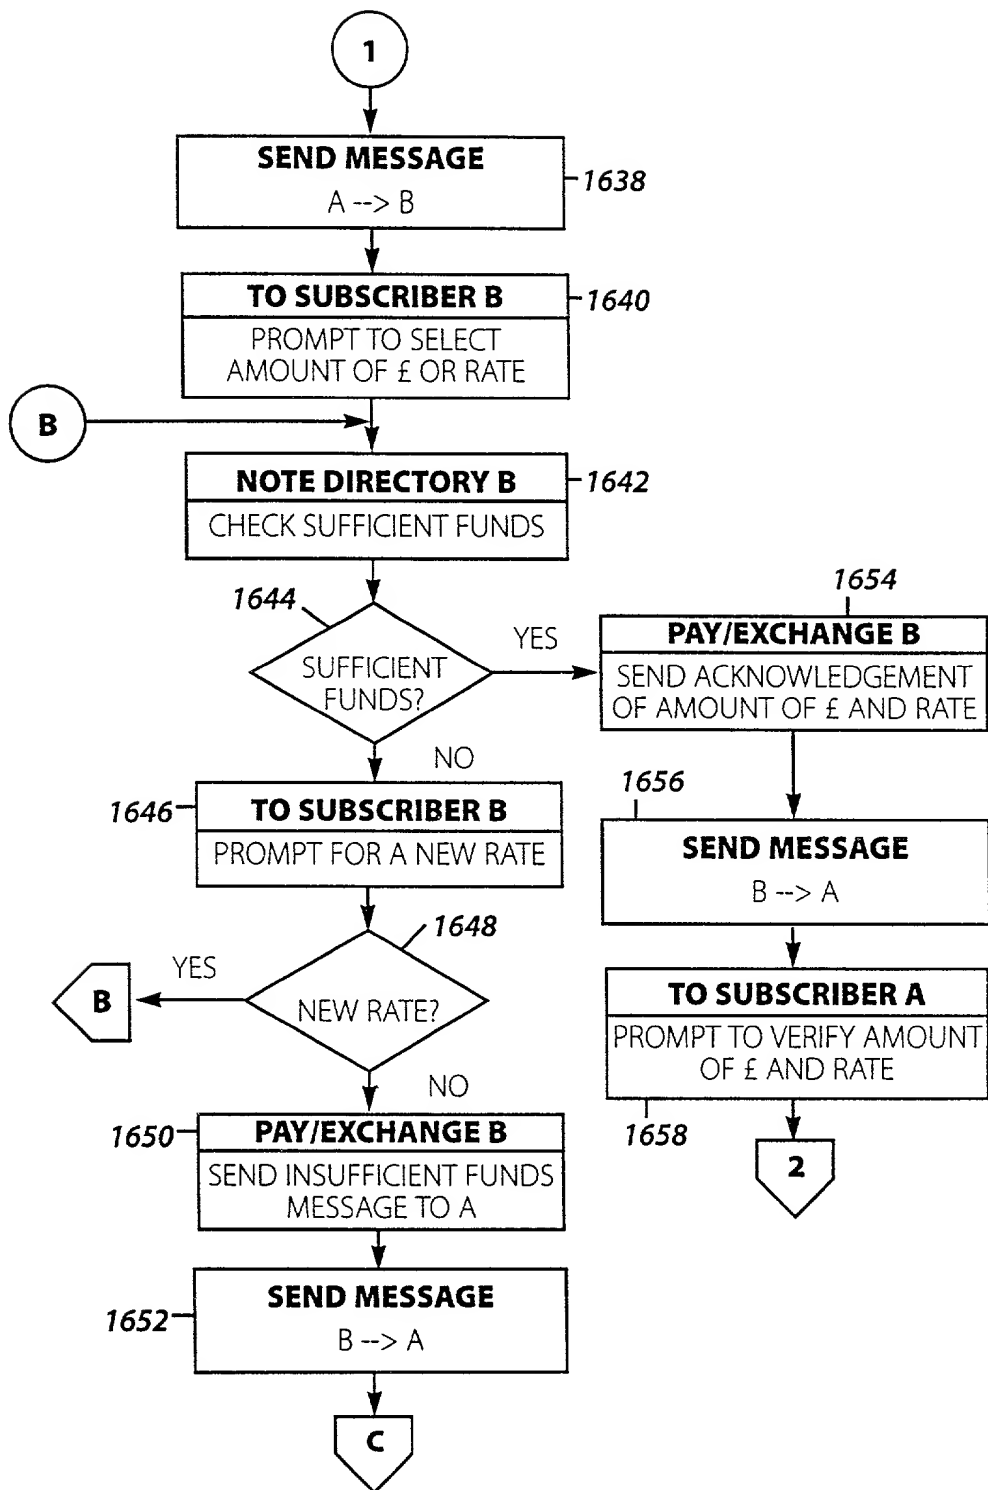 1
SEND MESSAGE
A --> B
1638
TO SUBSCRIBER B
1640
PROMPT TO SELECT
AMOUNT OF £ OR RATE
B
NOTE DIRECTORY B
1642
CHECK SUFFICIENT FUNDS
1644
SUFFICIENT
FUNDS?
YES
NO
1646
TO SUBSCRIBER B
PROMPT FOR A NEW RATE
1648
NEW RATE?
YES
B
NO
1650
PAY/EXCHANGE B
SEND INSUFFICIENT FUNDS
MESSAGE TO A
1652
SEND MESSAGE
B --> A
C
1654
PAY/EXCHANGE B
SEND ACKNOWLEDGEMENT
OF AMOUNT OF £ AND RATE
1656
SEND MESSAGE
B --> A
TO SUBSCRIBER A
PROMPT TO VERIFY AMOUNT
OF £ AND RATE
1658
2